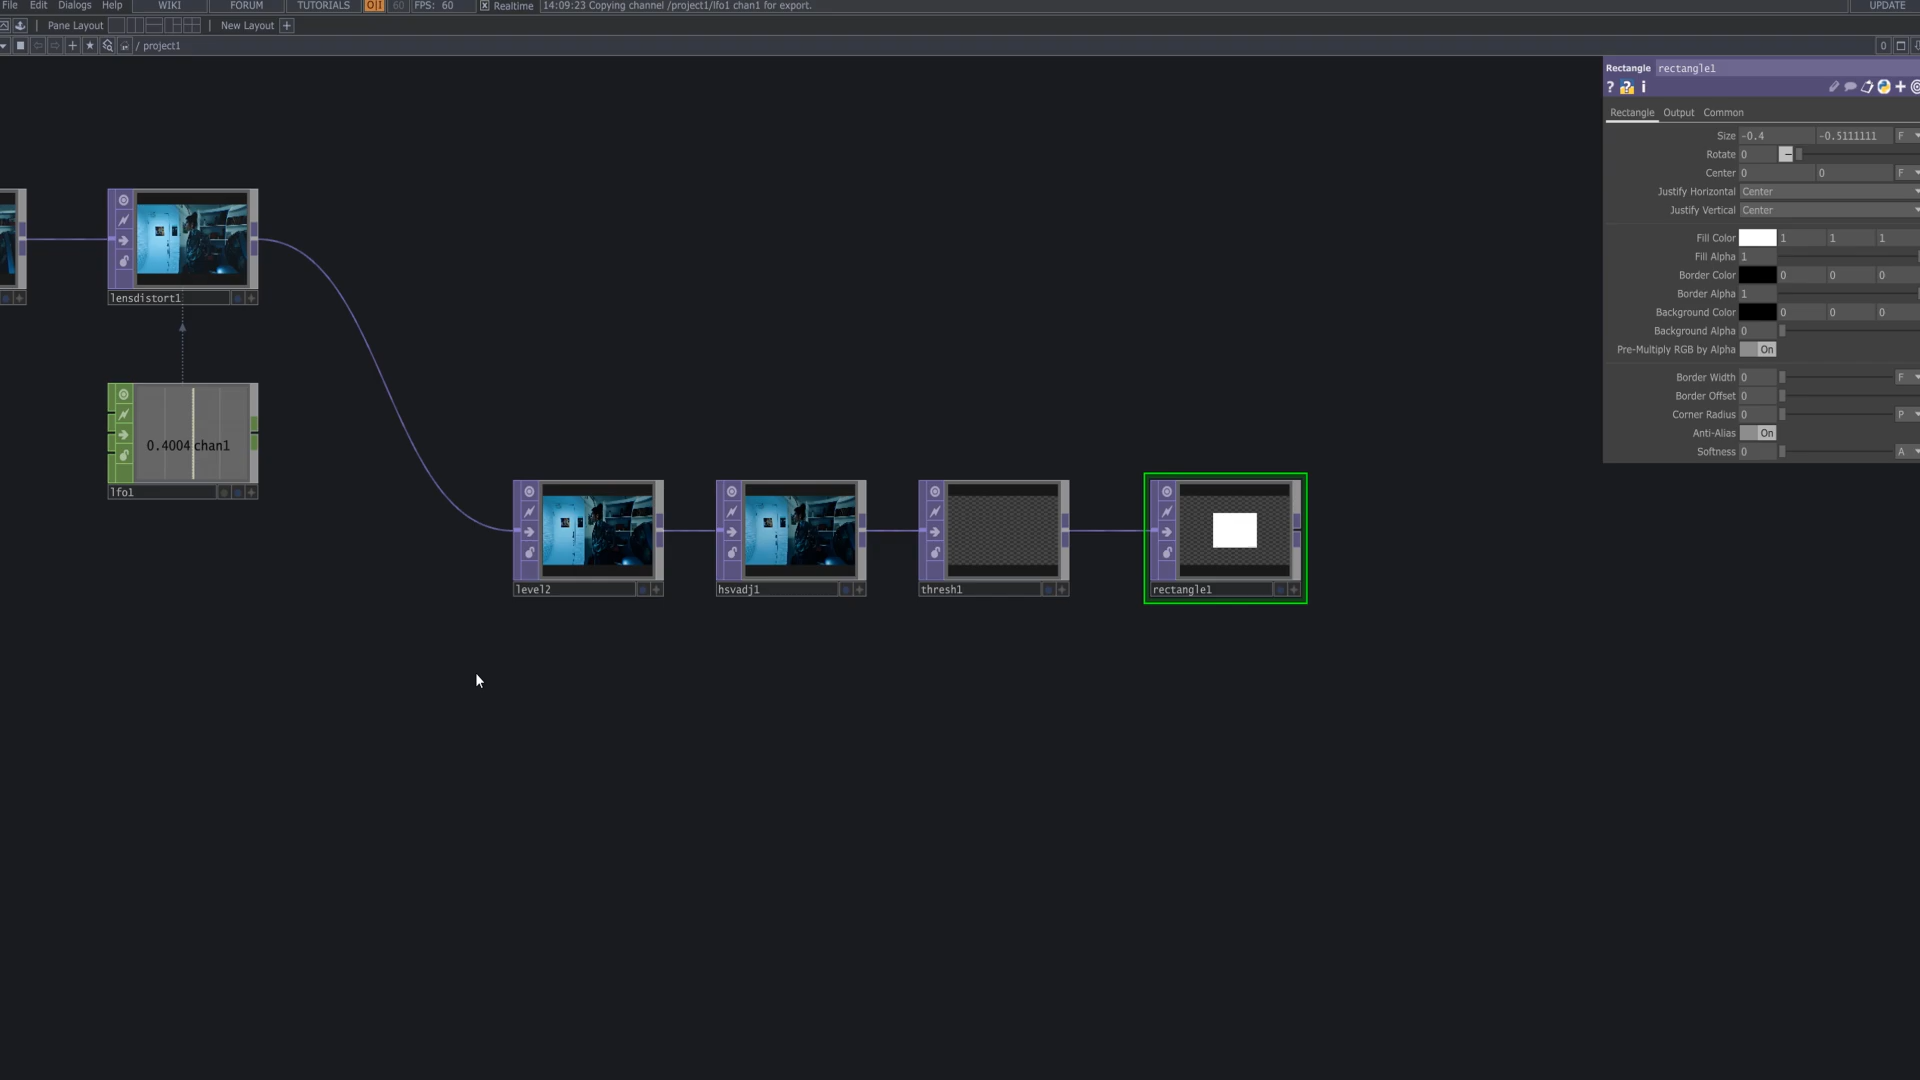 File Edit Dialogs Help WIKI FORUM TUTORIALS O|I 60 FPS: 60 X Realtime 14:09:23 Copying channel /project1/lfo1 chan1 for export. UPDATE
Pane Layout New Layout +
/ project1 0
Rectangle rectangle1
? ? i
Rectangle Output Common
Size -0.4 -0.5111111 F
Rotate 0
Center 0 0 F
Justify Horizontal Center
Justify Vertical Center
Fill Color 1 1 1
Fill Alpha 1
Border Color 0 0 0
Border Alpha 1
Background Color 0 0 0
Background Alpha 0
Pre-Multiply RGB by Alpha On
Border Width 0 F
Border Offset 0
Corner Radius 0 P
Anti-Alias On
Softness 0 A
lensdistort1
0.4004 chan1
lfo1
level2 hsvadj1 thresh1 rectangle1